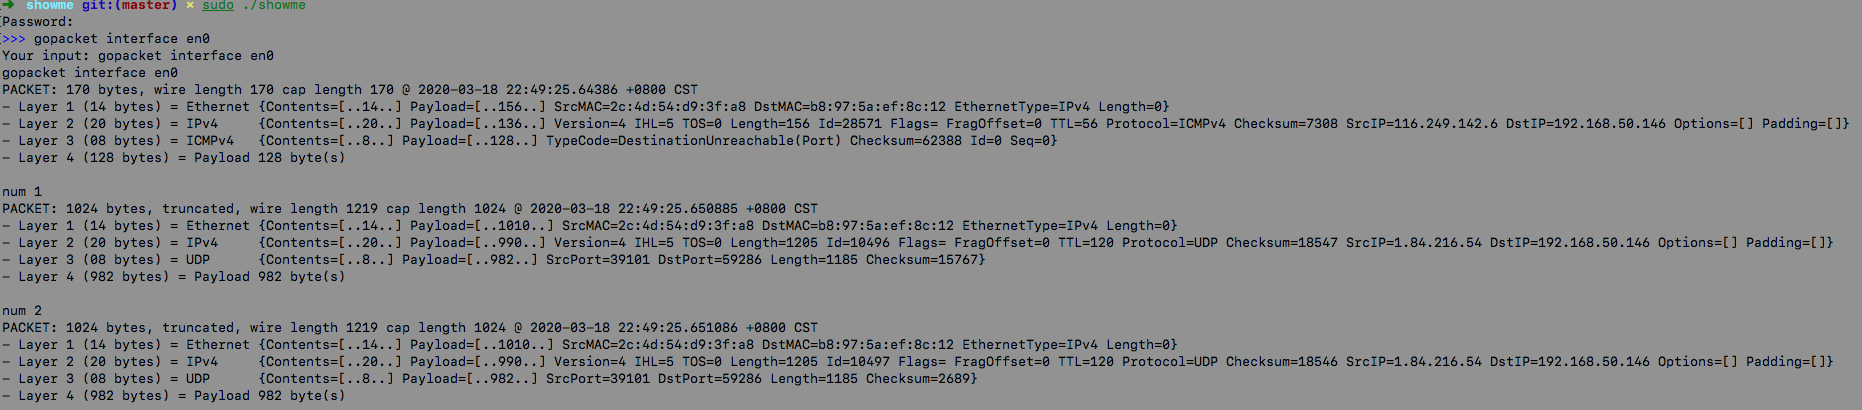 ➜ showme git:(master) × sudo ./showme
[Password:
[>>> gopacket interface en0
Your input: gopacket interface en0
gopacket interface en0
PACKET: 170 bytes, wire length 170 cap length 170 @ 2020-03-18 22:49:25.64386 +0800 CST
- Layer 1 (14 bytes) = Ethernet {Contents=[..14..] Payload=[..156..] SrcMAC=2c:4d:54:d9:3f:a8 DstMAC=b8:97:5a:ef:8c:12 EthernetType=IPv4 Length=0}
- Layer 2 (20 bytes) = IPv4 {Contents=[..20..] Payload=[..136..] Version=4 IHL=5 TOS=0 Length=156 Id=28571 Flags= FragOffset=0 TTL=56 Protocol=ICMPv4 Checksum=7308 SrcIP=116.249.142.6 DstIP=192.168.50.146 Options=[] Padding=[]}
- Layer 3 (08 bytes) = ICMPv4 {Contents=[..8..] Payload=[..128..] TypeCode=DestinationUnreachable(Port) Checksum=62388 Id=0 Seq=0}
- Layer 4 (128 bytes) = Payload 128 byte(s)
num 1
PACKET: 1024 bytes, truncated, wire length 1219 cap length 1024 @ 2020-03-18 22:49:25.650885 +0800 CST
- Layer 1 (14 bytes) = Ethernet {Contents=[..14..] Payload=[..1010..] SrcMAC=2c:4d:54:d9:3f:a8 DstMAC=b8:97:5a:ef:8c:12 EthernetType=IPv4 Length=0}
- Layer 2 (20 bytes) = IPv4 {Contents=[..20..] Payload=[..990..] Version=4 IHL=5 TOS=0 Length=1205 Id=10496 Flags= FragOffset=0 TTL=120 Protocol=UDP Checksum=18547 SrcIP=1.84.216.54 DstIP=192.168.50.146 Options=[] Padding=[]}
- Layer 3 (08 bytes) = UDP {Contents=[..8..] Payload=[..982..] SrcPort=39101 DstPort=59286 Length=1185 Checksum=15767}
- Layer 4 (982 bytes) = Payload 982 byte(s)
num 2
PACKET: 1024 bytes, truncated, wire length 1219 cap length 1024 @ 2020-03-18 22:49:25.651086 +0800 CST
- Layer 1 (14 bytes) = Ethernet {Contents=[..14..] Payload=[..1010..] SrcMAC=2c:4d:54:d9:3f:a8 DstMAC=b8:97:5a:ef:8c:12 EthernetType=IPv4 Length=0}
- Layer 2 (20 bytes) = IPv4 {Contents=[..20..] Payload=[..990..] Version=4 IHL=5 TOS=0 Length=1205 Id=10497 Flags= FragOffset=0 TTL=120 Protocol=UDP Checksum=18546 SrcIP=1.84.216.54 DstIP=192.168.50.146 Options=[] Padding=[]}
- Layer 3 (08 bytes) = UDP {Contents=[..8..] Payload=[..982..] SrcPort=39101 DstPort=59286 Length=1185 Checksum=2689}
- Layer 4 (982 bytes) = Payload 982 byte(s)